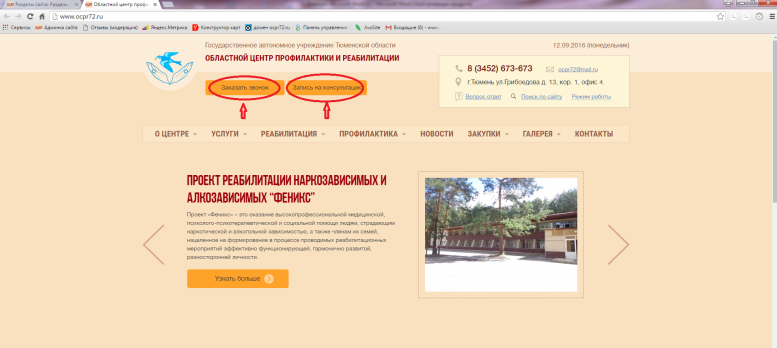 Разделы сайта: Разделы
Областной центр проф
www.ocpr72.ru
Сервисы
Админка сайта
Отзывы (модерация)
Яндекс.Метрика
Конструктор карт
домен ocpr72.ru
Панель управления
AvoSite
Входящие (6) - www.
Государственное автономное учреждение Тюменской области
12.09.2016 (понедельник)
ОБЛАСТНОЙ ЦЕНТР ПРОФИЛАКТИКИ И РЕАБИЛИТАЦИИ
8 (3452) 673-673 ocpr72@mail.ru
г.Тюмень ул.Грибоедова д. 13, кор. 1, офис 4.
Вопрос ответ Поиск по сайту Режим работы
Заказать звонок Запись на консультацию
О ЦЕНТРЕ УСЛУГИ РЕАБИЛИТАЦИЯ ПРОФИЛАКТИКА НОВОСТИ ЗАКУПКИ ГАЛЕРЕЯ КОНТАКТЫ
ПРОЕКТ РЕАБИЛИТАЦИИ НАРКОЗАВИСИМЫХ И
АЛКОЗАВИСИМЫХ “ФЕНИКС”
Проект «Феникс» – это оказание высокопрофессиональной медицинской,
психолого-психотерапевтической и социальной помощи людям, страдающим
наркотической и алкогольной зависимостью, а также членам их семей,
нацеленное на формирование в процессе проводимых реабилитационных
мероприятий эффективно функционирующей, гармонично развитой,
разносторонней личности.
Узнать больше